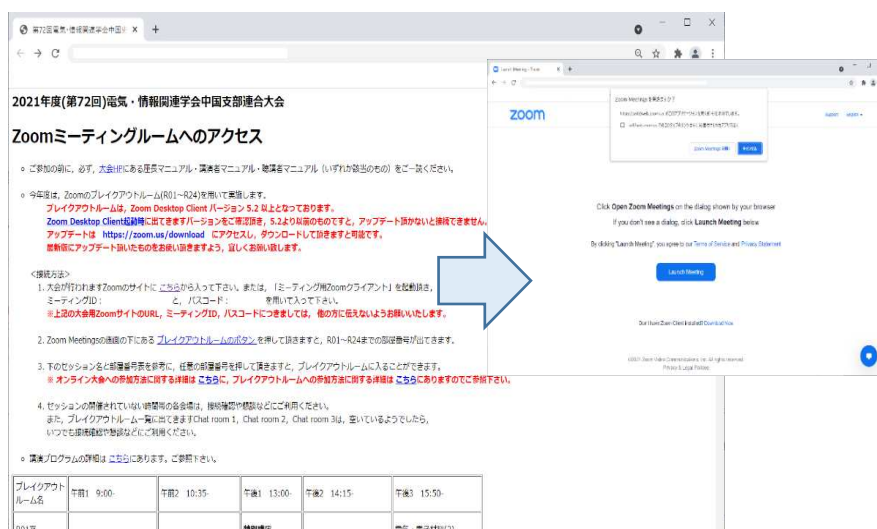 第72回電気・情報関連学会中国
2021年度(第72回)電気・情報関連学会中国支部連合大会
Zoomミーティングルームへのアクセス
ご参加の前に, 必ず, 大会HPにある座長マニュアル・講演者マニュアル・聴講者マニュアル (いずれか該当のもの) をご一読ください。
今年度は, Zoomのブレイクアウトルーム(R01～R24)を用いて実施します。
ブレイクアウトルームは, Zoom Desktop Client バージョン 5.2 以上となっております。
Zoom Desktop Client起動時に出てきますバージョンをご確認頂き, 5.2より以前のものですと, アップデート頂かないと接続できません。
アップデートは https://zoom.us/download にアクセスし, ダウンロードして頂きますと可能です。
最新版にアップデート頂いたものをお使い頂きますよう, 宜しくお願い致します。
<接続方法>
1. 大会が行われますZoomのサイトに こちらから入って下さい。または, 「ミーティング用Zoomクライアント」を起動頂き,
ミーティングID： と, パスコード： を用いて入って下さい。
※上記の大会用ZoomサイトのURL, ミーティングID, パスコードにつきましては, 他の方に伝えないようお願いいたします。
2. Zoom Meetingsの画面の下にある ブレイクアウトルームのボタン を押して頂きますと, R01～R24までの部屋番号が出てきます。
3. 下のセッション名と部屋番号表を参考に, 任意の部屋番号を押して頂きますと, ブレイクアウトルームに入ることができます。
※ オンライン大会への参加方法に関する詳細は こちらに, ブレイクアウトルームへの参加方法に関する詳細は こちらにありますのでご参照下さい。
4. セッションの開催されていない時間帯の各会場は, 接続確認や懇談などにご利用ください。
また, ブレイクアウトルーム一覧に出てきますChat room 1, Chat room 2, Chat room 3は, 空いているようでしたら,
いつでも接続確認や懇談などにご利用ください。
講演プログラムの詳細は こちらにあります。ご参照下さい。
ブレイクアウトルーム名 午前1 9:00- 午前2 10:35- 午後1 13:00- 午後2 14:15- 午後3 15:50-
Launch Meeting - Zoom
Zoom Meetings を開きますか？
zoom
Click Open Zoom Meetings on the dialog shown by your browser
If you don't see a dialog, click Launch Meeting below
By clicking "Launch Meeting", you agree to our Terms of Service and Privacy Statement
Launch Meeting
Don't have Zoom Client installed? Download Now
©2021 Zoom Video Communications, Inc. All rights reserved.
Privacy & Legal Policies